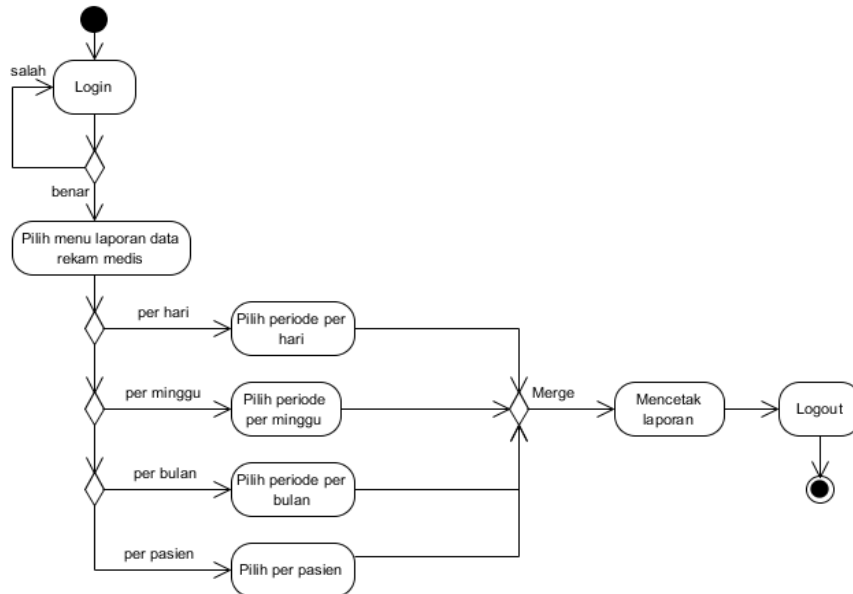 salah
Login
benar
Pilih menu laporan data
rekam medis
per hari
Pilih periode per
hari
per minggu
Pilih periode
per minggu
Merge
Mencetak
laporan
Logout
per bulan
Pilih periode per
bulan
per pasien
Pilih per pasien